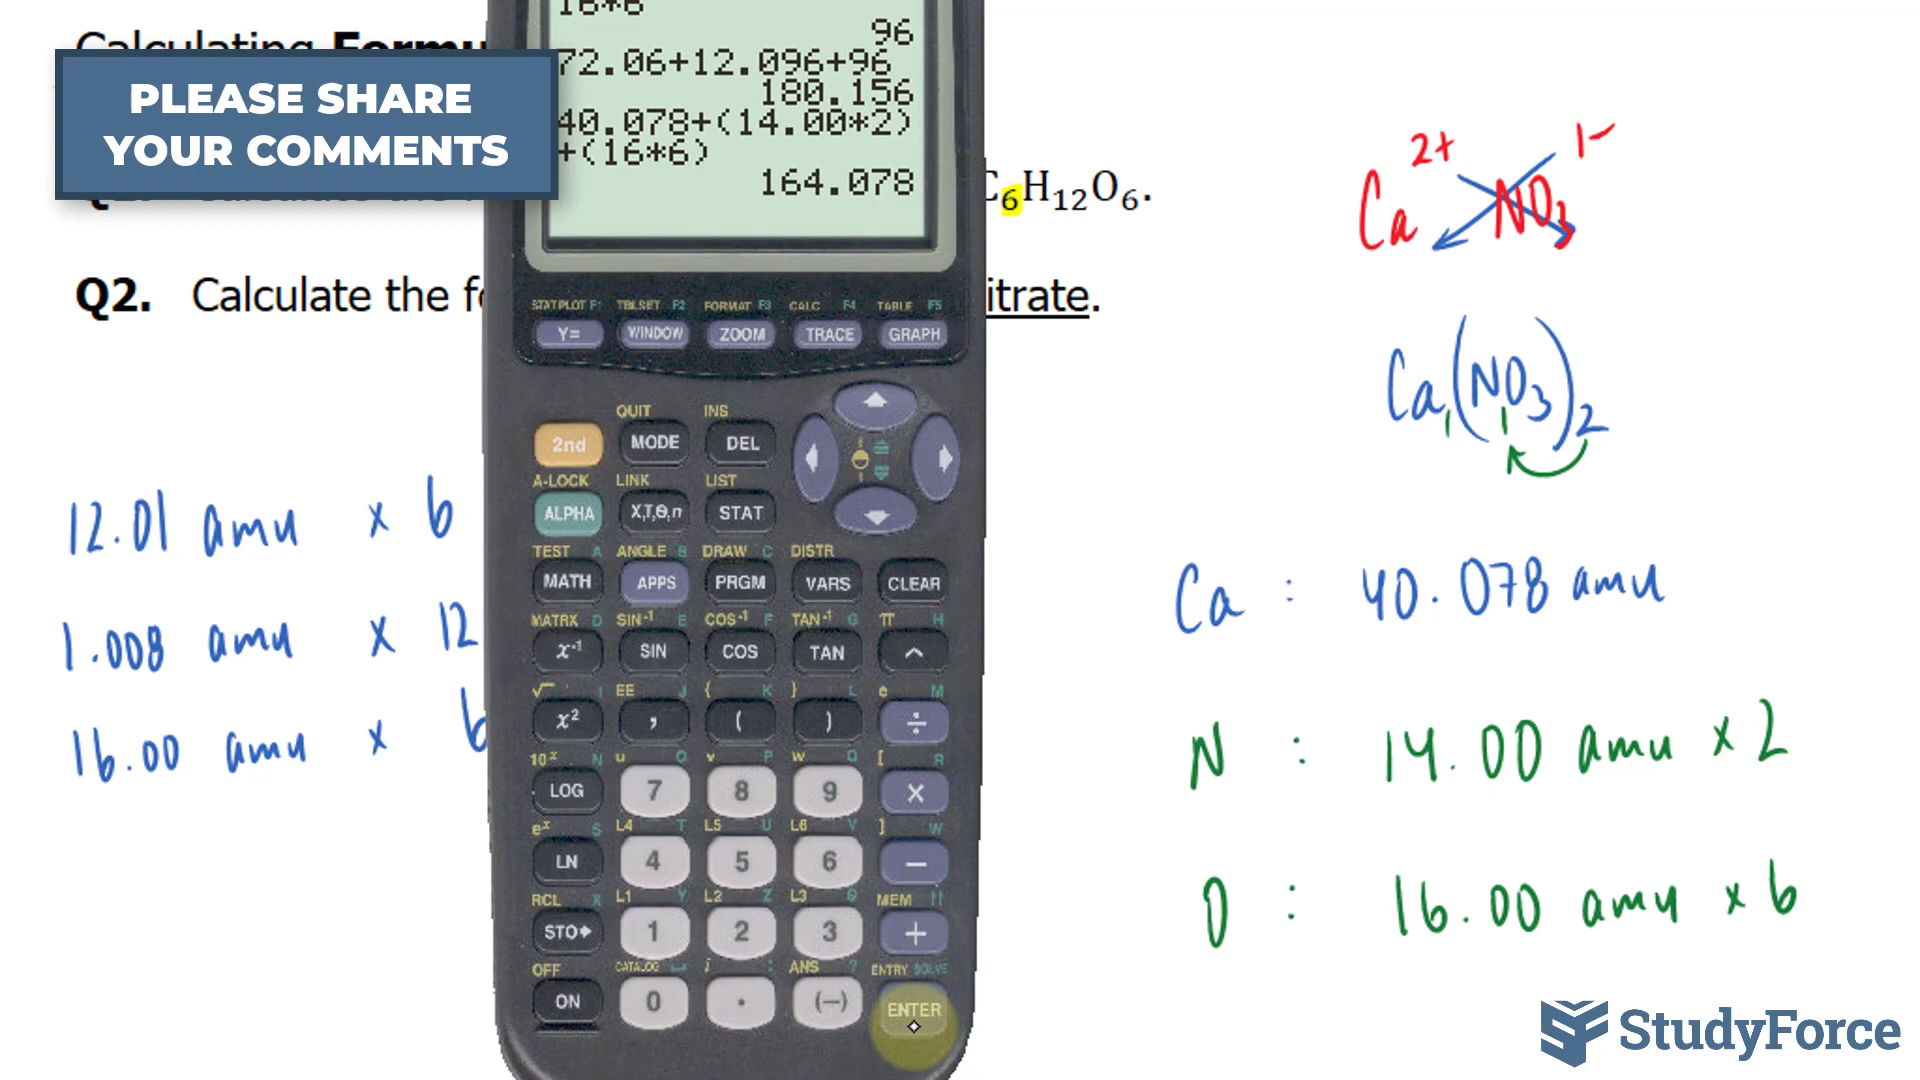 Calculating Formu
PLEASE SHARE
YOUR COMMENTS
C6H12O6.
Q2. Calculate the fo
itrate.
12.01 amu x 6
1.008 amu x 12
16.00 amu x 6
16*6
96
72.06+12.096+96
180.156
40.078+(14.00*2)
+(16*6)
164.078
STAT PLOT F1 TBLSET F2 FORMAT F3 CALC F4 TABLE F5
Y= WINDOW ZOOM TRACE GRAPH
QUIT INS
2nd MODE DEL
A-LOCK LINK LIST
ALPHA X,T,Θ,n STAT
TEST A ANGLE B DRAW C DISTR
MATH APPS PRGM VARS CLEAR
MATRX D SIN-1 E COS-1 F TAN-1 G π H
x-1 SIN COS TAN ^
√ I EE J { K } L e M
x2 , ( ) ÷
10x N u O v P w Q [ R
LOG 7 8 9 ×
ex S L4 T L5 U L6 V ] W
LN 4 5 6 −
RCL X L1 Y L2 Z L3 θ MEM "
STO▸ 1 2 3 +
OFF CATALOG i : ANS ? ENTRY SOLVE
ON 0 . (−) ENTER
Ca 2+ NO3 1-
Ca1(NO3)2
1
Ca : 40.078 amu
N : 14.00 amu x 2
O : 16.00 amu x 6
StudyForce